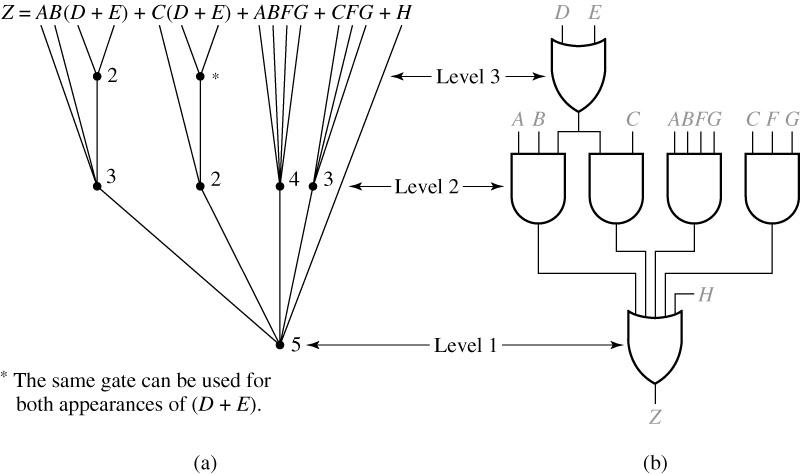 Z = AB(D + E) + C(D + E) + ABFG + CFG + H
D E
2
*
Level 3
A B C ABFG C F G
3 2 4 3
Level 2
H
5
Level 1
* The same gate can be used for
both appearances of (D + E).
Z
(a) (b)